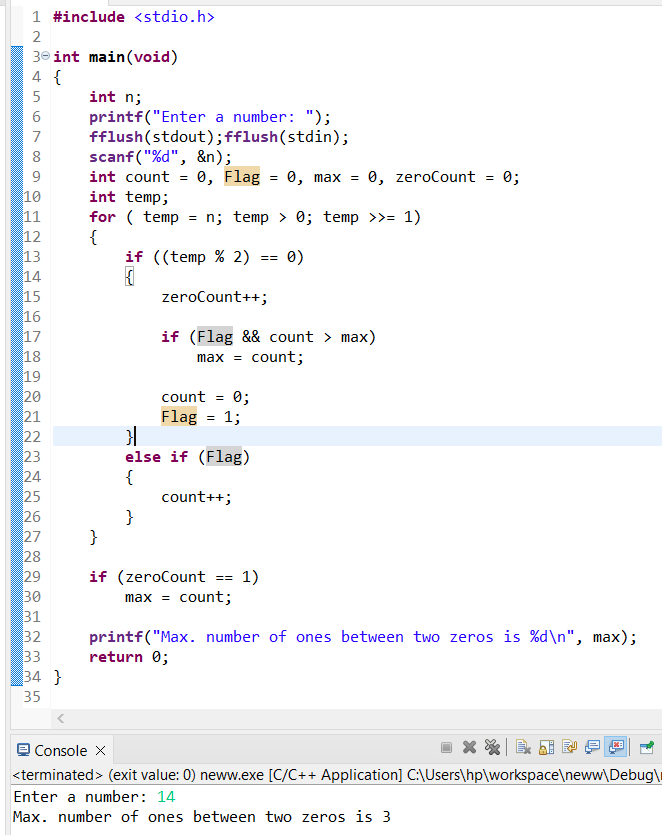 1 #include <stdio.h>
2
3 int main(void)
4 {
5     int n;
6     printf("Enter a number: ");
7     fflush(stdout);fflush(stdin);
8     scanf("%d", &n);
9     int count = 0, Flag = 0, max = 0, zeroCount = 0;
10     int temp;
11     for ( temp = n; temp > 0; temp >>= 1)
12     {
13         if ((temp % 2) == 0)
14         {
15             zeroCount++;
16
17             if (Flag && count > max)
18                 max = count;
19
20             count = 0;
21             Flag = 1;
22         }
23         else if (Flag)
24         {
25             count++;
26         }
27     }
28
29     if (zeroCount == 1)
30         max = count;
31
32     printf("Max. number of ones between two zeros is %d\n", max);
33     return 0;
34 }
35
Console
<terminated> (exit value: 0) neww.exe [C/C++ Application] C:\Users\hp\workspace\neww\Debug\
Enter a number: 14
Max. number of ones between two zeros is 3